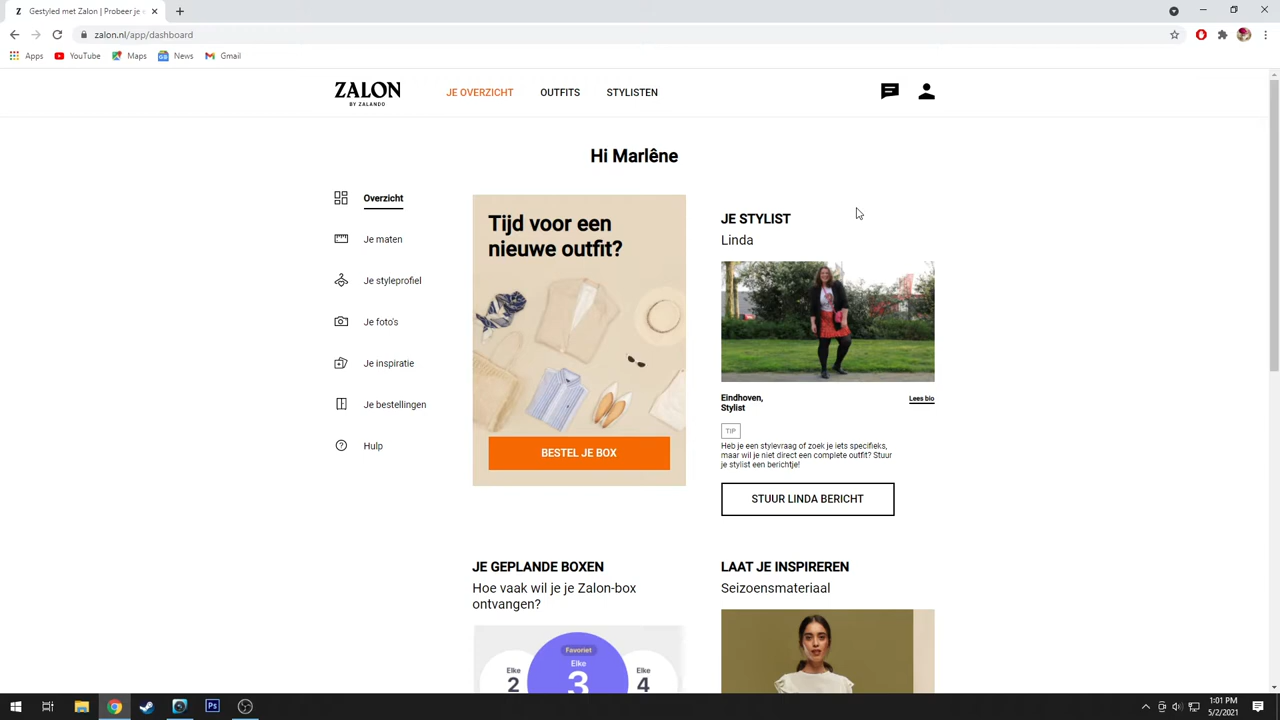 Gestyled met Zalon | Probeer je
zalon.nl/app/dashboard
Apps YouTube Maps News Gmail
ZALON
BY ZALANDO
JE OVERZICHT OUTFITS STYLISTEN
Hi Marlêne
Overzicht
Je maten
Je styleprofiel
Je foto's
Je inspiratie
Je bestellingen
Hulp
Tijd voor een
nieuwe outfit?
BESTEL JE BOX
JE STYLIST
Linda
Eindhoven,
Stylist
Lees bio
TIP
Heb je een stylevraag of zoek je iets specifieks,
maar wil je niet direct een complete outfit? Stuur
je stylist een berichtje!
STUUR LINDA BERICHT
JE GEPLANDE BOXEN
Hoe vaak wil je je Zalon-box
ontvangen?
Favoriet
Elke
2
Elke
3
Elke
4
LAAT JE INSPIREREN
Seizoensmateriaal
1:01 PM
5/2/2021